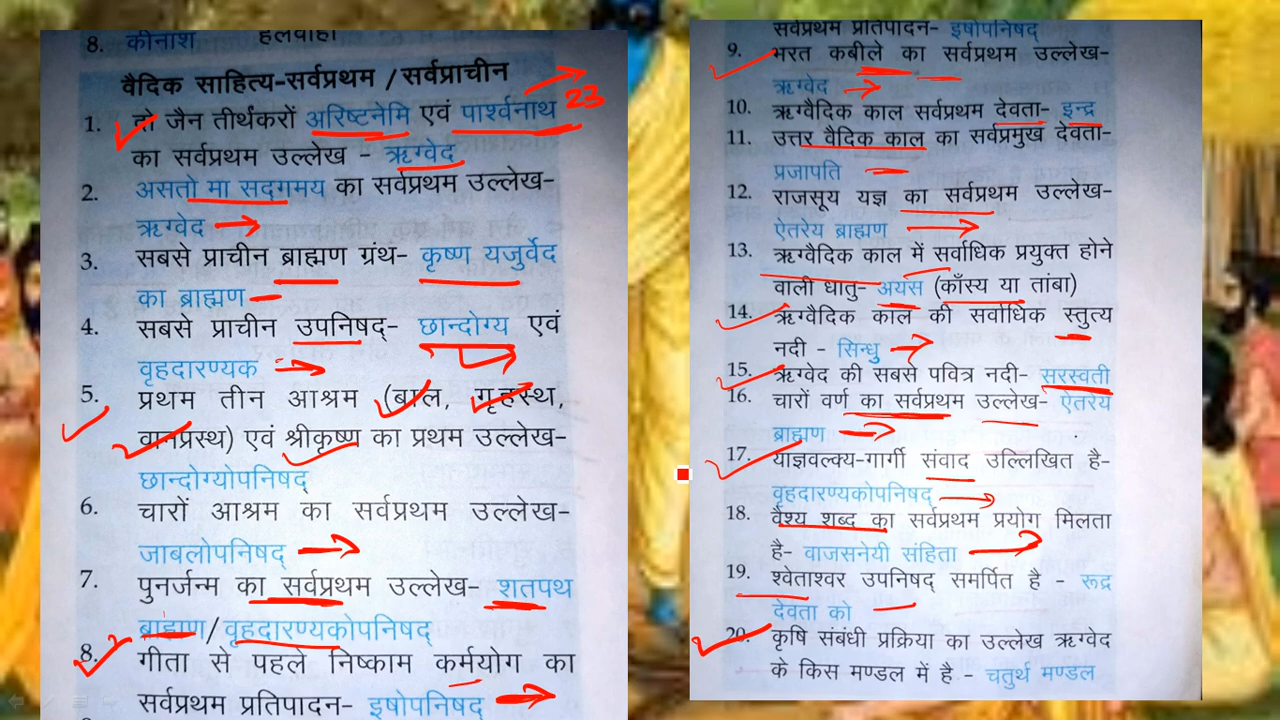 8. कीनाश हलवाहा
वैदिक साहित्य-सर्वप्रथम / सर्वप्राचीन
1. दो जैन तीर्थंकरों अरिष्टनेमि एवं पार्श्वनाथ 23
का सर्वप्रथम उल्लेख - ऋग्वेद
2. असतो मा सद्गमय का सर्वप्रथम उल्लेख-
ऋग्वेद
3. सबसे प्राचीन ब्राह्मण ग्रंथ- कृष्ण यजुर्वेद
का ब्राह्मण
4. सबसे प्राचीन उपनिषद्- छान्दोग्य एवं
वृहदारण्यक
5. प्रथम तीन आश्रम (बाल, गृहस्थ,
वानप्रस्थ) एवं श्रीकृष्ण का प्रथम उल्लेख-
छान्दोग्योपनिषद्
6. चारों आश्रम का सर्वप्रथम उल्लेख-
जाबलोपनिषद्
7. पुनर्जन्म का सर्वप्रथम उल्लेख- शतपथ
ब्राह्मण/वृहदारण्यकोपनिषद्
8. गीता से पहले निष्काम कर्मयोग का
सर्वप्रथम प्रतिपादन- इषोपनिषद्
सर्वप्रथम प्रतिपादन- इषोपनिषद्
9. भरत कबीले का सर्वप्रथम उल्लेख-
ऋग्वेद
10. ऋग्वैदिक काल सर्वप्रथम देवता- इन्द्र
11. उत्तर वैदिक काल का सर्वप्रमुख देवता-
प्रजापति
12. राजसूय यज्ञ का सर्वप्रथम उल्लेख-
ऐतरेय ब्राह्मण
13. ऋग्वैदिक काल में सर्वाधिक प्रयुक्त होने
वाली धातु- अयस (काँस्य या तांबा)
14. ऋग्वैदिक काल की सर्वाधिक स्तुत्य
नदी - सिन्धु
15. ऋग्वेद की सबसे पवित्र नदी- सरस्वती
16. चारों वर्ण का सर्वप्रथम उल्लेख- ऐतरेय
ब्राह्मण
17. याज्ञवल्क्य-गार्गी संवाद उल्लिखित है-
वृहदारण्यकोपनिषद्
18. वैश्य शब्द का सर्वप्रथम प्रयोग मिलता
है- वाजसनेयी संहिता
19. श्वेताश्वर उपनिषद् समर्पित है - रूद्र
देवता को
20. कृषि संबंधी प्रक्रिया का उल्लेख ऋग्वेद
के किस मण्डल में है - चतुर्थ मण्डल